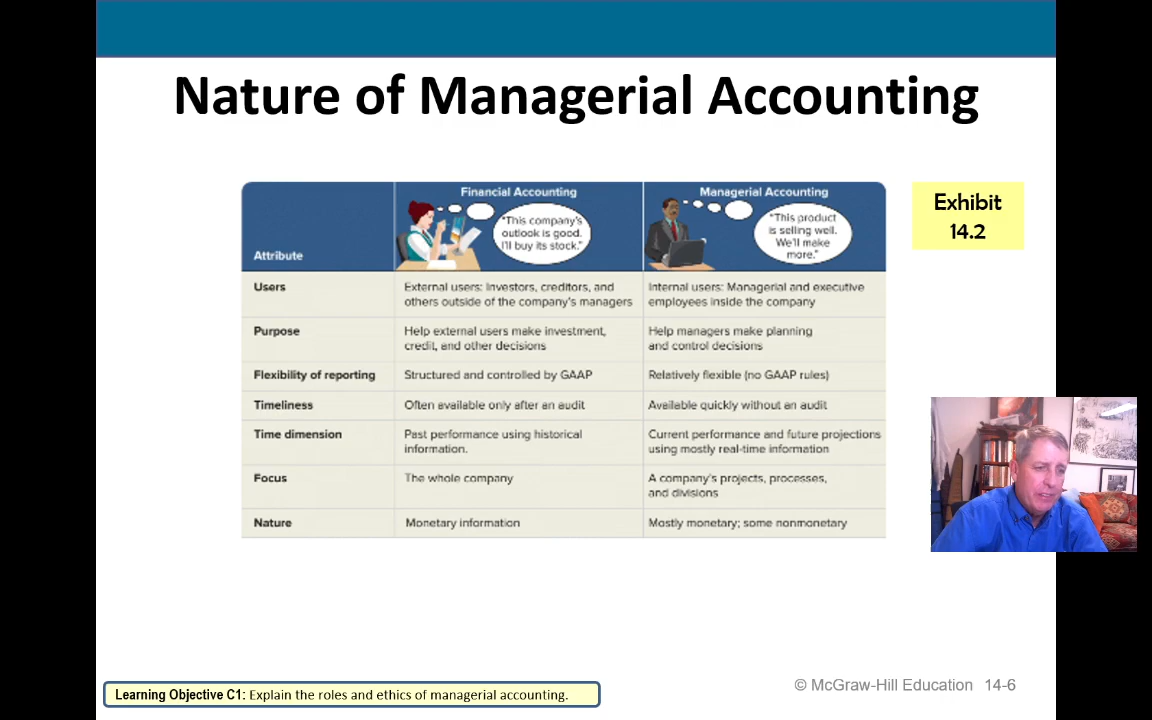 Nature of Managerial Accounting
Financial Accounting
Managerial Accounting
Exhibit
14.2
"This company's
outlook is good.
I'll buy its stock."
"This product
is selling well.
We'll make
more."
Attribute
Users
External users: Investors, creditors, and
others outside of the company's managers
Internal users: Managerial and executive
employees inside the company
Purpose
Help external users make investment,
credit, and other decisions
Help managers make planning
and control decisions
Flexibility of reporting
Structured and controlled by GAAP
Relatively flexible (no GAAP rules)
Timeliness
Often available only after an audit
Available quickly without an audit
Time dimension
Past performance using historical
information.
Current performance and future projections
using mostly real-time information
Focus
The whole company
A company's projects, processes,
and divisions
Nature
Monetary information
Mostly monetary; some nonmonetary
Learning Objective C1: Explain the roles and ethics of managerial accounting.
© McGraw-Hill Education 14-6